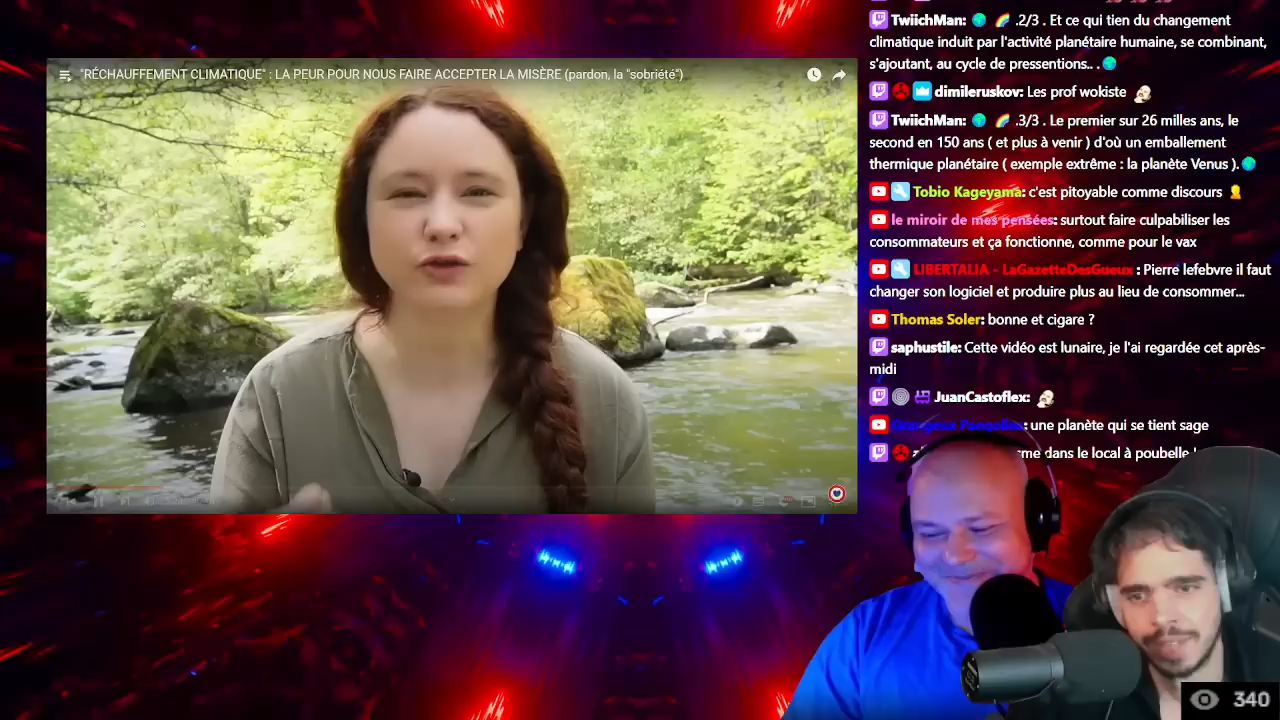 "RÉCHAUFFEMENT CLIMATIQUE" : LA PEUR POUR NOUS FAIRE ACCEPTER LA MISÈRE (pardon, la "sobriété")
TwiichMan: .2/3 . Et ce qui tien du changement
climatique induit par l'activité planétaire humaine, se combinant,
s'ajoutant, au cycle de pressentions.. .
dimileruskov: Les prof wokiste
TwiichMan: .3/3 . Le premier sur 26 milles ans, le
second en 150 ans ( et plus à venir ) d'où un emballement
thermique planétaire ( exemple extrême : la planète Venus ).
Tobio Kageyama: c'est pitoyable comme discours
le miroir de mes pensées: surtout faire culpabiliser les
consommateurs et ça fonctionne, comme pour le vax
LIBERTALIA - LaGazetteDesGueux : Pierre lefebvre il faut
changer son logiciel et produire plus au lieu de consommer...
Thomas Soler: bonne et cigare ?
saphustile: Cette vidéo est lunaire, je l'ai regardée cet après-
midi
JuanCastoflex:
: une planète qui se tient sage
dans le local à poubelle !
340